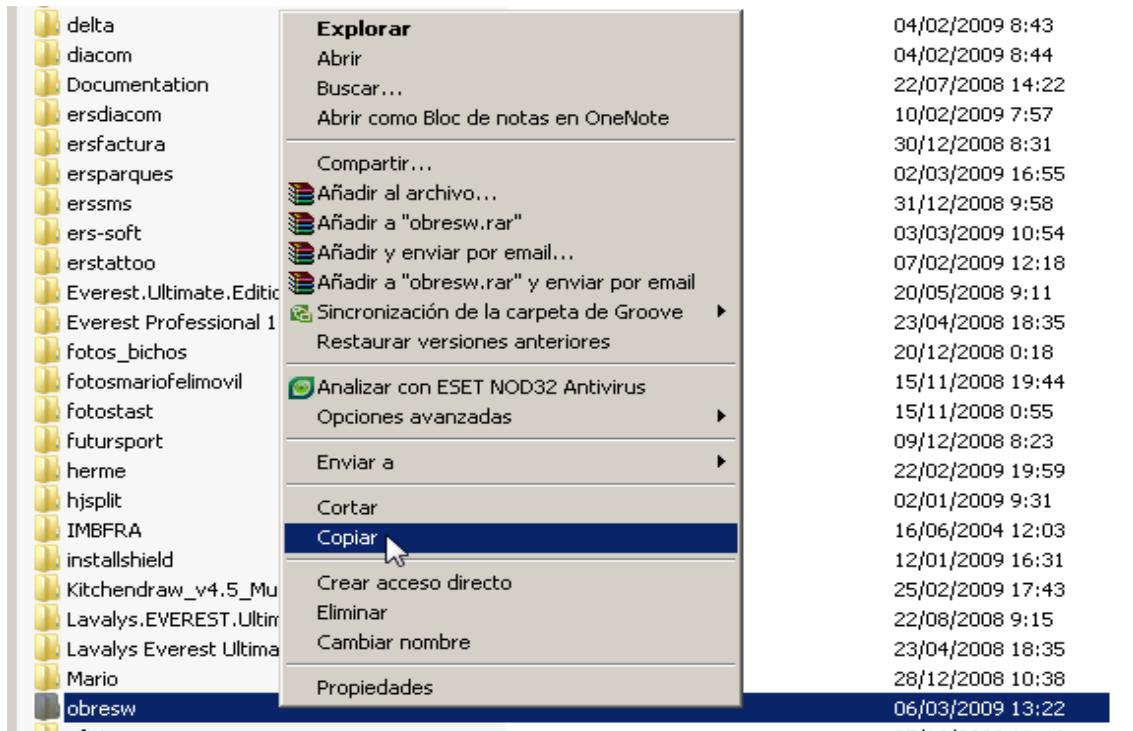 delta 04/02/2009 8:43
diacom 04/02/2009 8:44
Documentation 22/07/2008 14:22
ersdiacom 10/02/2009 7:57
ersfactura 30/12/2008 8:31
ersparques 02/03/2009 16:55
erssms 31/12/2008 9:58
ers-soft 03/03/2009 10:54
erstattoo 07/02/2009 12:18
Everest.Ultimate.Editic 20/05/2008 9:11
Everest Professional 1 23/04/2008 18:35
fotos_bichos 20/12/2008 0:18
fotosmariofelimovil 15/11/2008 19:44
fotostast 15/11/2008 0:55
futursport 09/12/2008 8:23
herme 22/02/2009 19:59
hjsplit 02/01/2009 9:31
IMBFRA 16/06/2004 12:03
installshield 12/01/2009 16:31
Kitchendraw_v4.5_Mu 25/02/2009 17:43
Lavalys.EVEREST.Ultim 22/08/2008 9:15
Lavalys Everest Ultima 23/04/2008 18:35
Mario 28/12/2008 10:38
obresw 06/03/2009 13:22
Explorar
Abrir
Buscar...
Abrir como Bloc de notas en OneNote
Compartir...
Añadir al archivo...
Añadir a "obresw.rar"
Añadir y enviar por email...
Añadir a "obresw.rar" y enviar por email
Sincronización de la carpeta de Groove
Restaurar versiones anteriores
Analizar con ESET NOD32 Antivirus
Opciones avanzadas
Enviar a
Cortar
Copiar
Crear acceso directo
Eliminar
Cambiar nombre
Propiedades